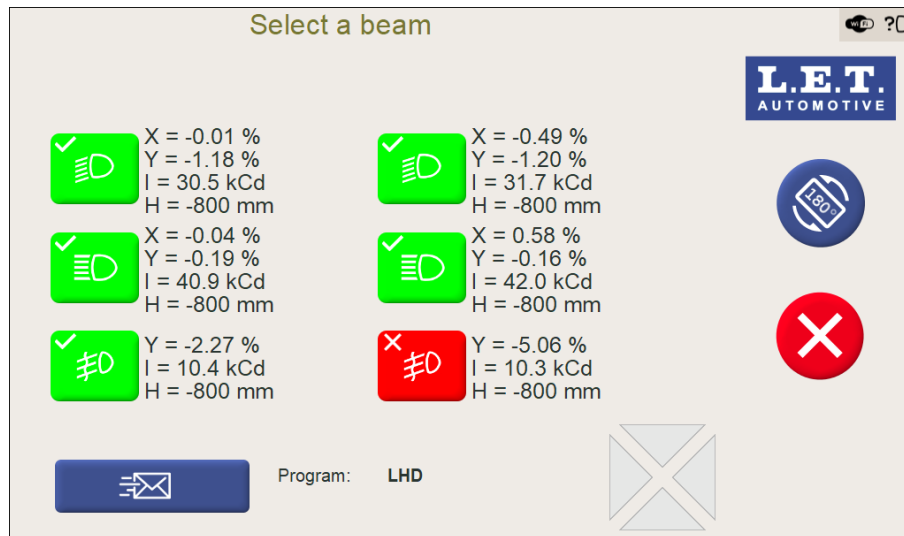 Select a beam
WiFi
?
L.E.T.
AUTOMOTIVE
X = -0.01 %
Y = -1.18 %
I = 30.5 kCd
H = -800 mm
X = -0.49 %
Y = -1.20 %
I = 31.7 kCd
H = -800 mm
180°
X = -0.04 %
Y = -0.19 %
I = 40.9 kCd
H = -800 mm
X = 0.58 %
Y = -0.16 %
I = 42.0 kCd
H = -800 mm
Y = -2.27 %
I = 10.4 kCd
H = -800 mm
Y = -5.06 %
I = 10.3 kCd
H = -800 mm
Program: LHD